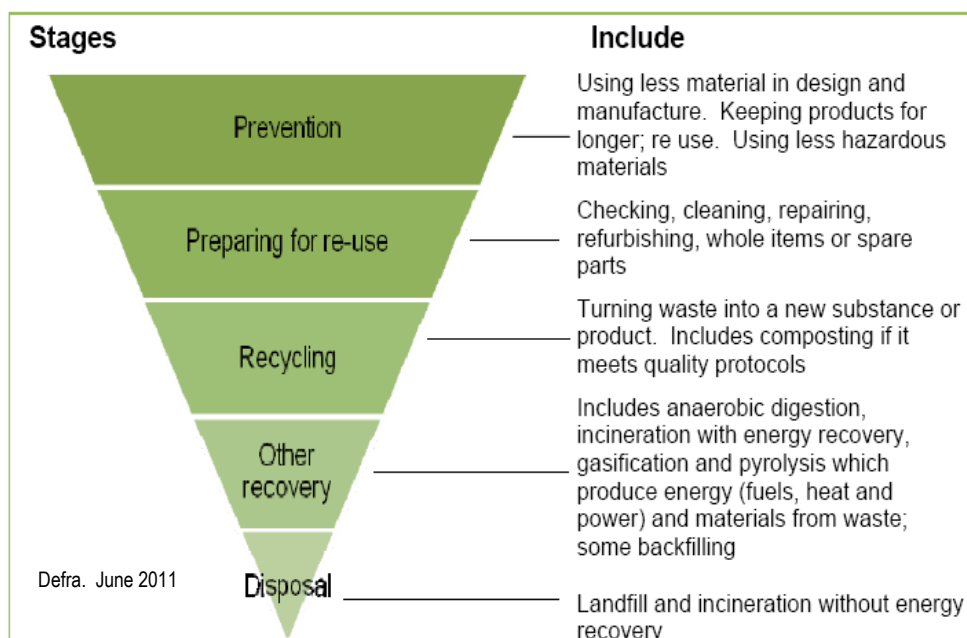 Stages
Include
Prevention
Using less material in design and
manufacture. Keeping products for
longer; re use. Using less hazardous
materials
Preparing for re-use
Checking, cleaning, repairing,
refurbishing, whole items or spare
parts
Recycling
Turning waste into a new substance or
product. Includes composting if it
meets quality protocols
Other
recovery
Includes anaerobic digestion,
incineration with energy recovery,
gasification and pyrolysis which
produce energy (fuels, heat and
power) and materials from waste;
some backfilling
Disposal
Landfill and incineration without energy
recovery
Defra. June 2011